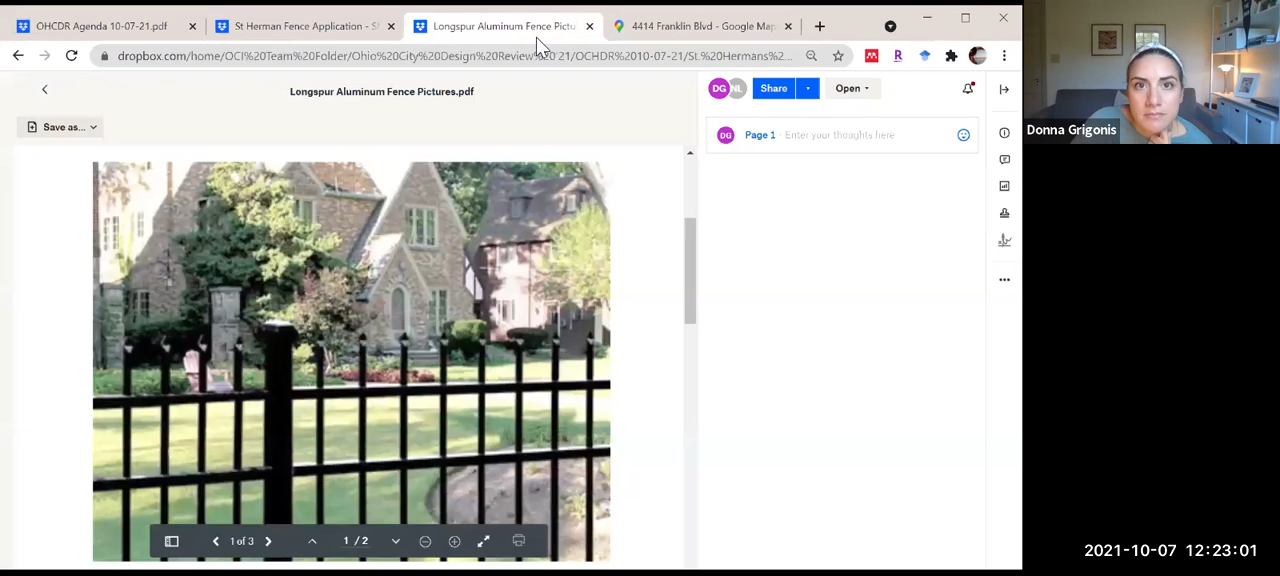 OHCDR Agenda 10-07-21.pdf
St Herman Fence Application - S
Longspur Aluminum Fence Pictu
4414 Franklin Blvd - Google Map
dropbox.com/home/OCI%20Team%20Folder/Ohio%20City%20Design%20Review%20'21/OCHDR%2010-07-21/St.%20Hermans%2...
Longspur Aluminum Fence Pictures.pdf
DG NL Share Open
Save as...
DG Page 1 · Enter your thoughts here
Donna Grigonis
1 of 3 1 / 2
2021-10-07 12:23:01